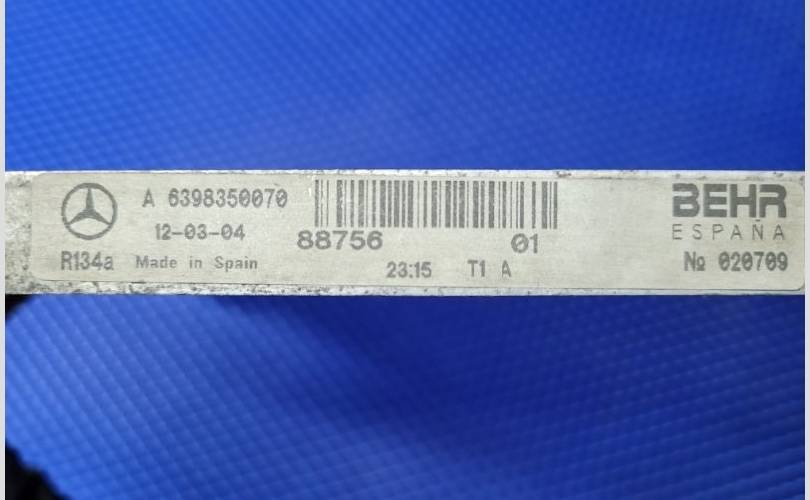 A 6398350070
12-03-04
R134a Made in Spain
88756 01
23:15 T1 A
BEHR
ESPAÑA
№ 020709